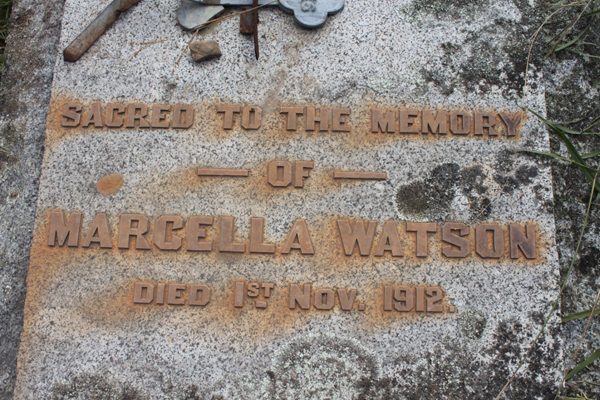 SACRED TO THE MEMORY
— OF —
MARCELLA WATSON
DIED 1ST NOV. 1912.